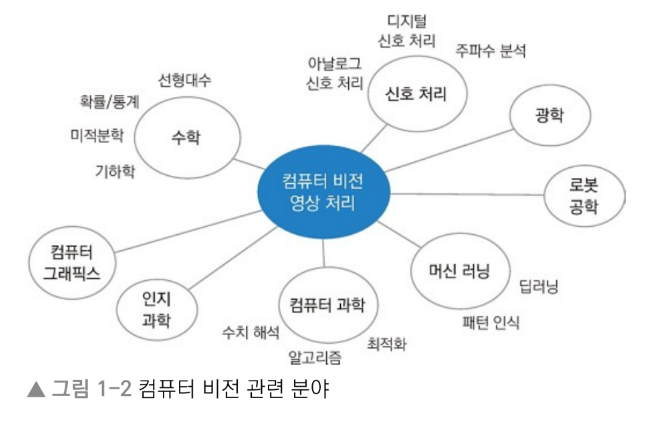 디지털
신호 처리
아날로그
신호 처리
주파수 분석
신호 처리
선형대수
확률/통계
미적분학
기하학
수학
광학
컴퓨터 비전
영상 처리
로봇
공학
컴퓨터
그래픽스
인지
과학
컴퓨터 과학
수치 해석
알고리즘
최적화
머신 러닝
딥러닝
패턴 인식
▲ 그림 1-2 컴퓨터 비전 관련 분야